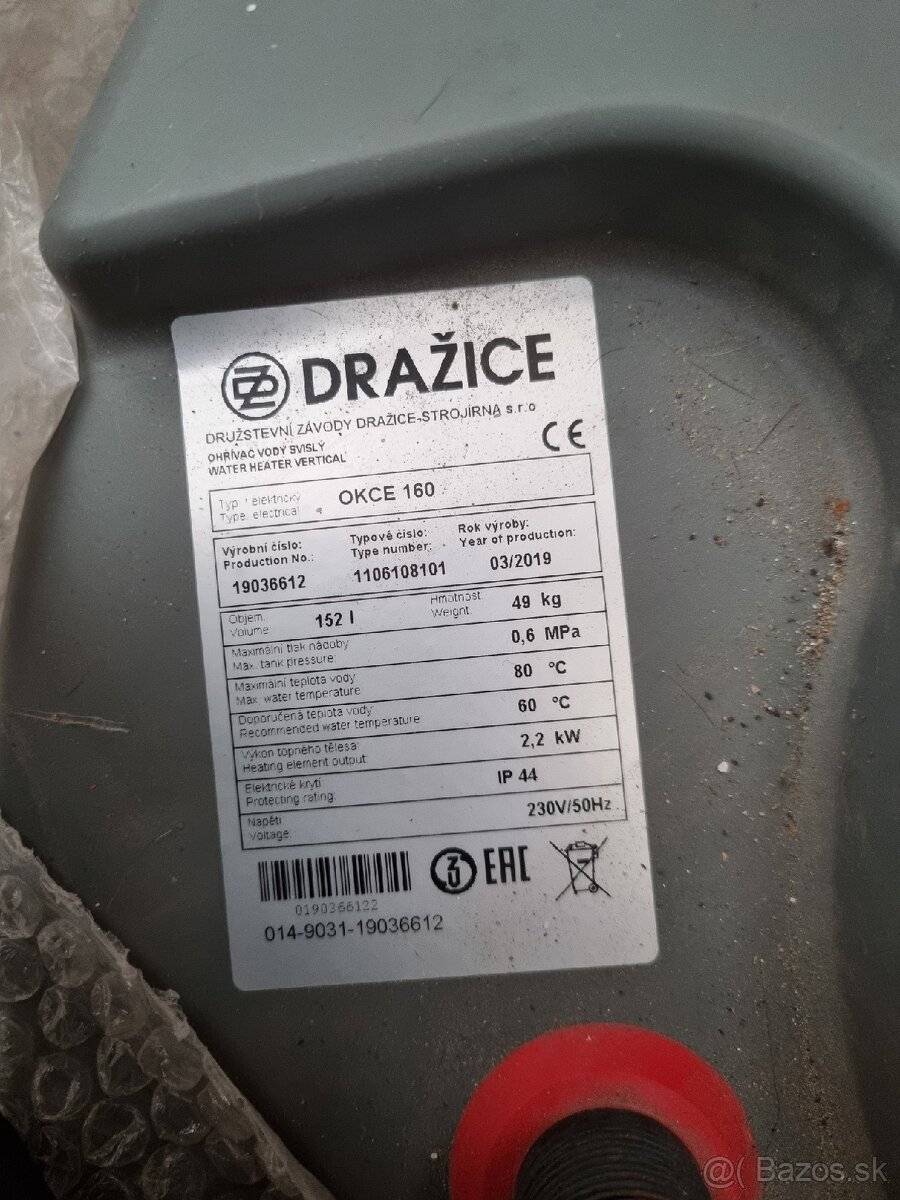 DRAŽICE
DRUŽSTEVNÍ ZÁVODY DRAŽICE-STROJÍRNA s.r.o
OHŘÍVAČ VODY SVISLÝ
WATER HEATER VERTICAL
CE
Typ elektrický
Type electrical
OKCE 160
Výrobní číslo: Typové číslo: Rok výroby:
Production No.: Type number: Year of production:
19036612 1106108101 03/2019
Objem Hmotnost
Volume 152 l Weight 49 kg
Maximální tlak nádoby
Max. tank pressure 0,6 MPa
Maximální teplota vody
Max. water temperature 80 °C
Doporučená teplota vody
Recommended water temperature 60 °C
Výkon topného tělesa
Heating element output 2,2 kW
Elektrické krytí
Protecting rating IP 44
Napětí
Voltage 230V/50Hz
EAC
0190366122
014-9031-19036612
@( Bazos.sk